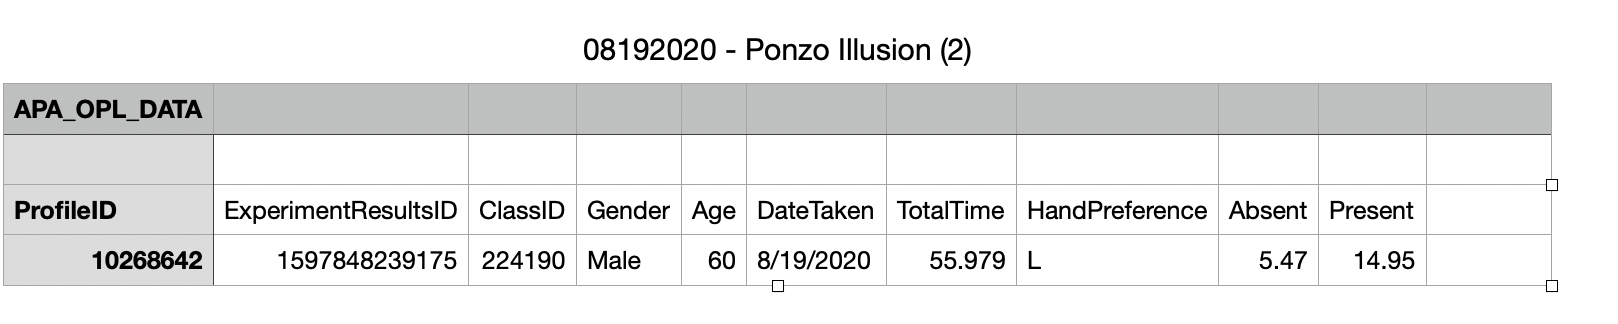 08192020 - Ponzo Illusion (2)
APA_OPL_DATA
ProfileID ExperimentResultsID ClassID Gender Age DateTaken TotalTime HandPreference Absent Present
10268642 1597848239175 224190 Male 60 8/19/2020 55.979 L 5.47 14.95